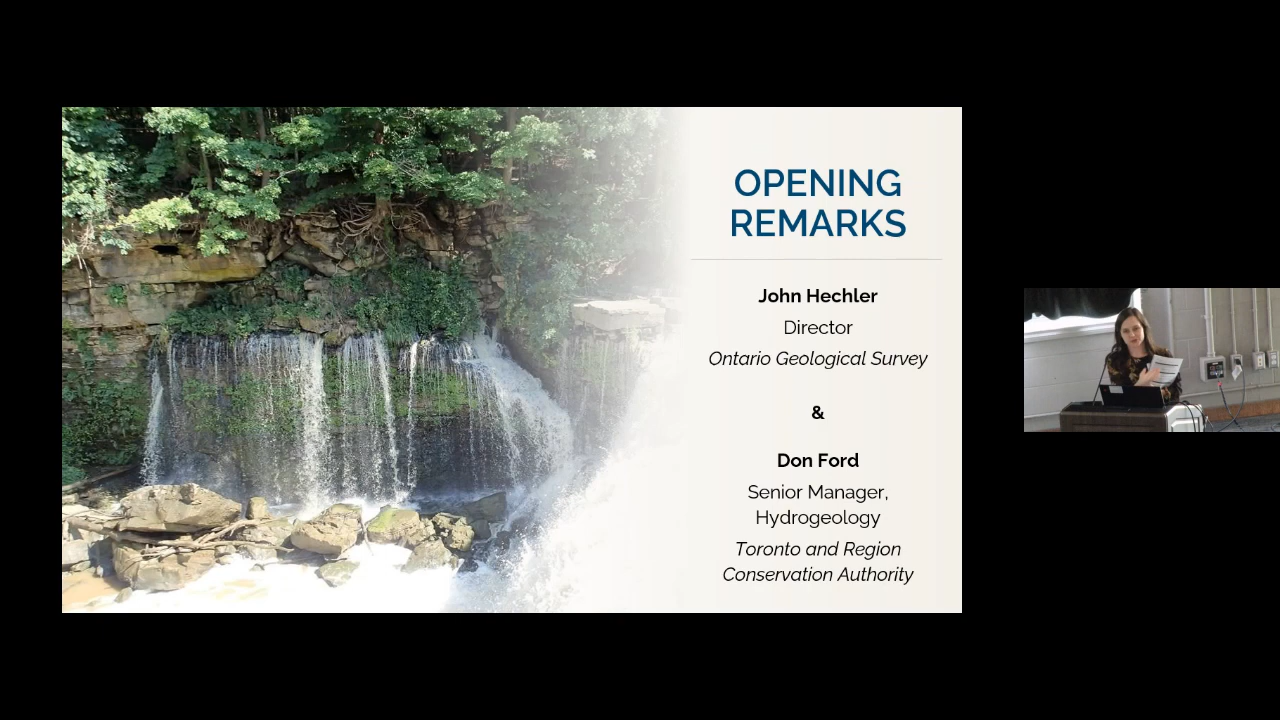 OPENING
REMARKS
John Hechler
Director
Ontario Geological Survey
&
Don Ford
Senior Manager,
Hydrogeology
Toronto and Region
Conservation Authority